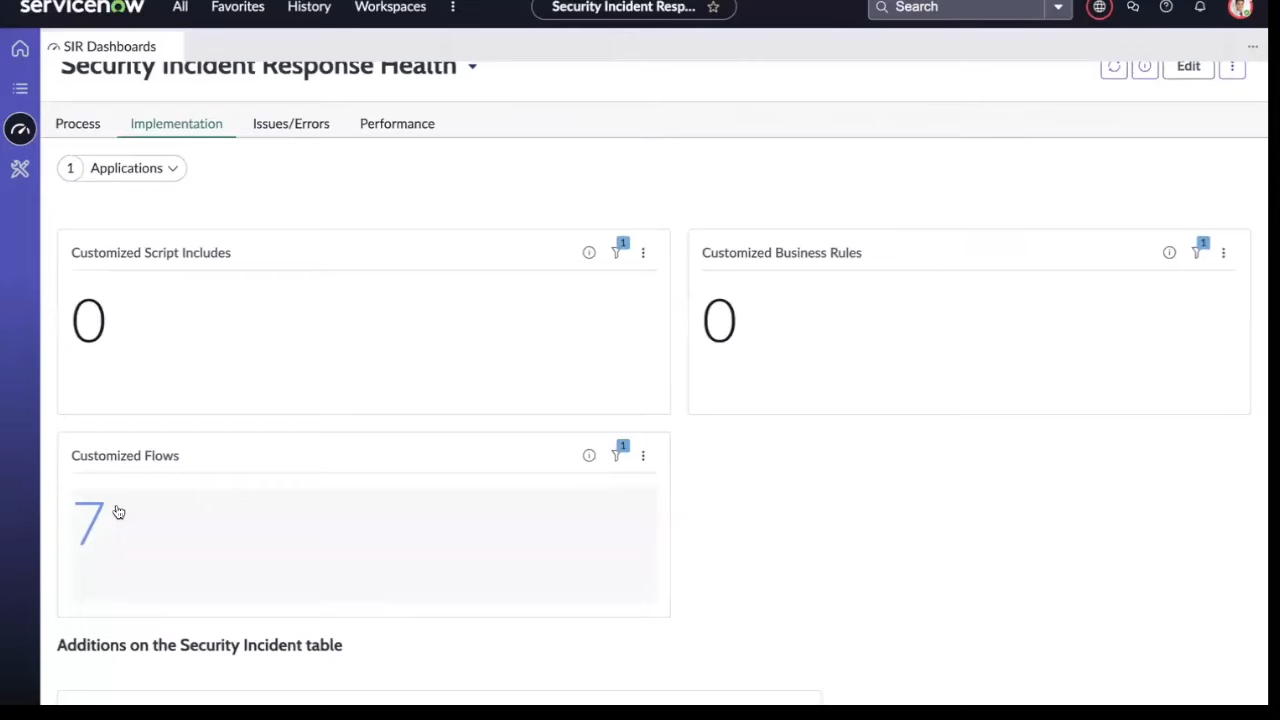 servicenow
All
Favorites
History
Workspaces
Security Incident Resp...
Search
SIR Dashboards
Security Incident Response Health
Edit
Process
Implementation
Issues/Errors
Performance
1 Applications
Customized Script Includes
1
0
Customized Business Rules
1
0
Customized Flows
1
7
Additions on the Security Incident table